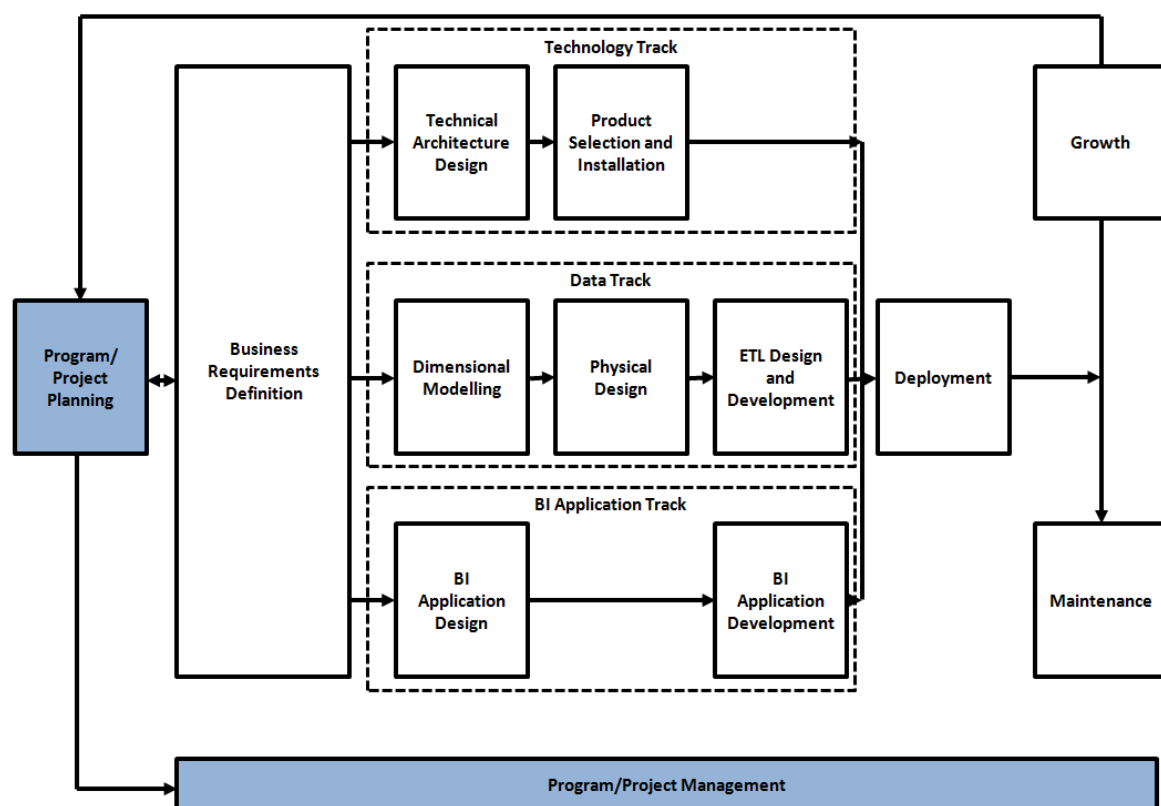 Technology Track
Technical
Architecture
Design
Product
Selection and
Installation
Growth
Data Track
Program/
Project
Planning
Business
Requirements
Definition
Dimensional
Modelling
Physical
Design
ETL Design
and
Development
Deployment
BI Application Track
BI
Application
Design
BI
Application
Development
Maintenance
Program/Project Management